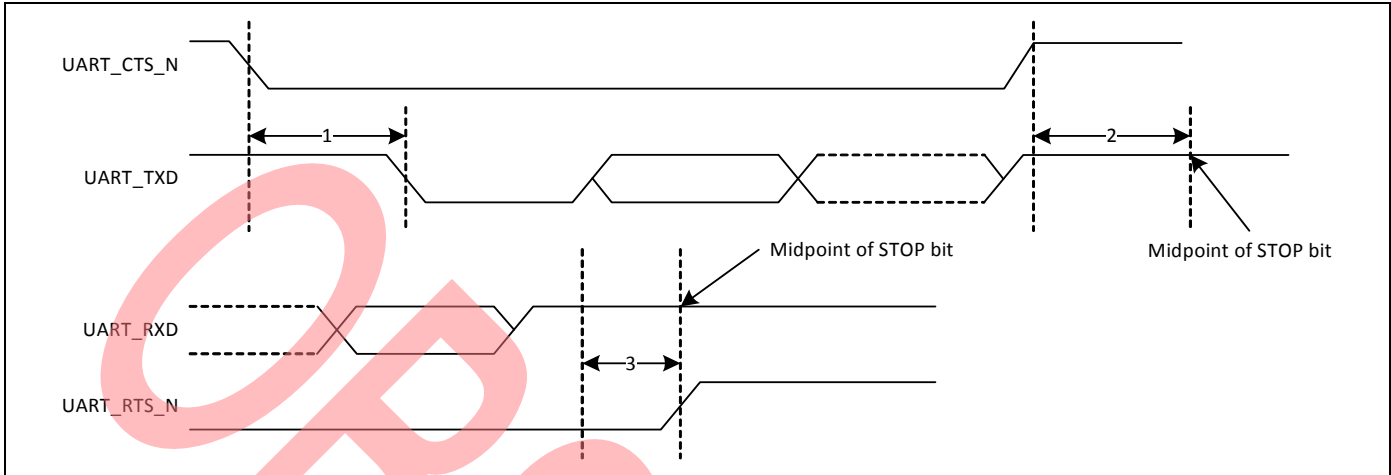 UART_CTS_N
1
2
UART_TXD
Midpoint of STOP bit
Midpoint of STOP bit
UART_RXD
3
UART_RTS_N